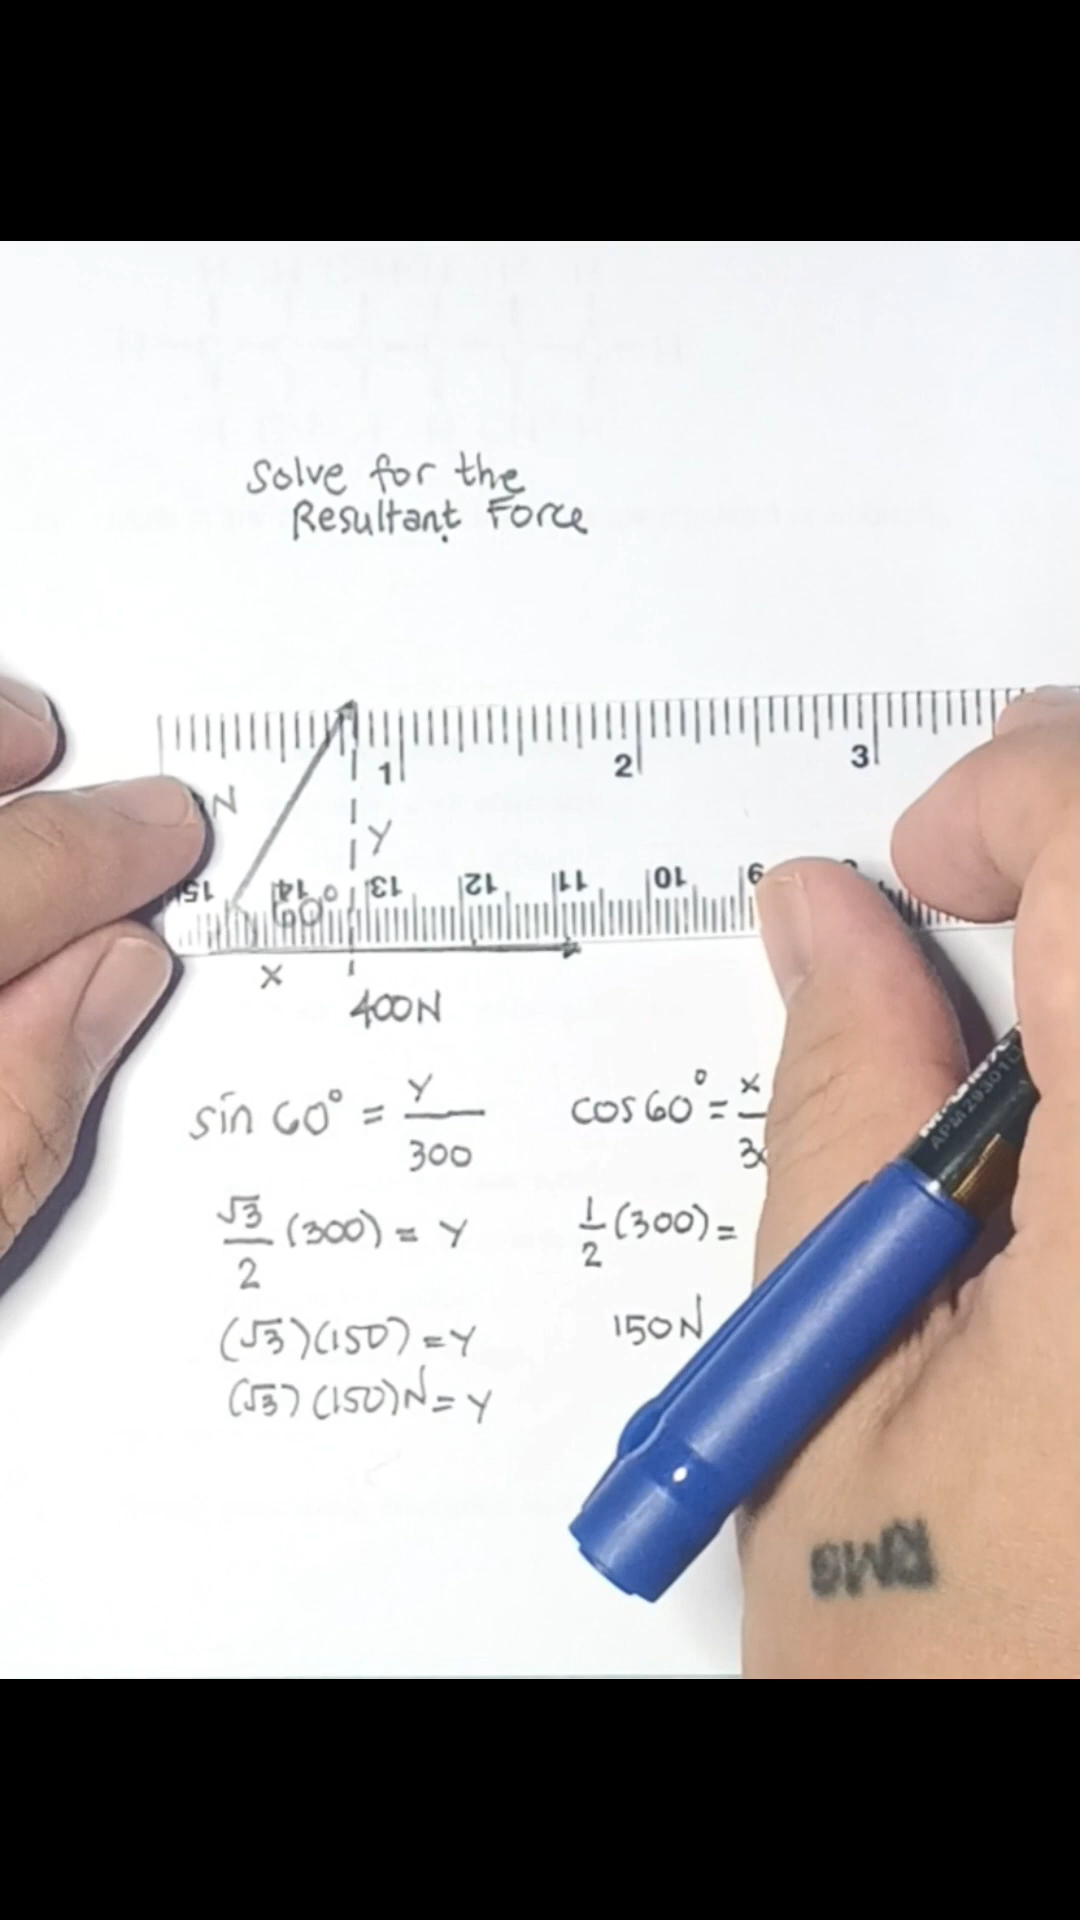 Solve for the
Resultant Force
1 2 3
N
Y
15 14 13 12 11 10 9
60°
x
400N
sin 60° = Y
300
cos 60° = x
√3/2 (300) = Y
1/2 (300) =
(√3)(150) = Y
150N
(√3)(150)N = Y
APM29301